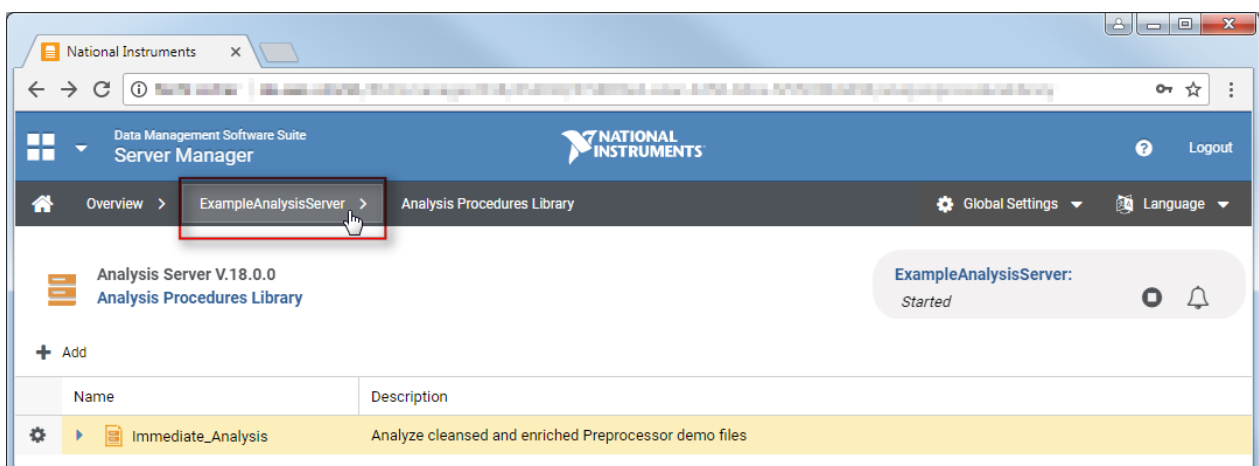 National Instruments
Data Management Software Suite
Server Manager
NATIONAL
INSTRUMENTS
Logout
Overview
ExampleAnalysisServer
Analysis Procedures Library
Global Settings
Language
Analysis Server V.18.0.0
Analysis Procedures Library
ExampleAnalysisServer:
Started
Add
Name Description
Immediate_Analysis Analyze cleansed and enriched Preprocessor demo files